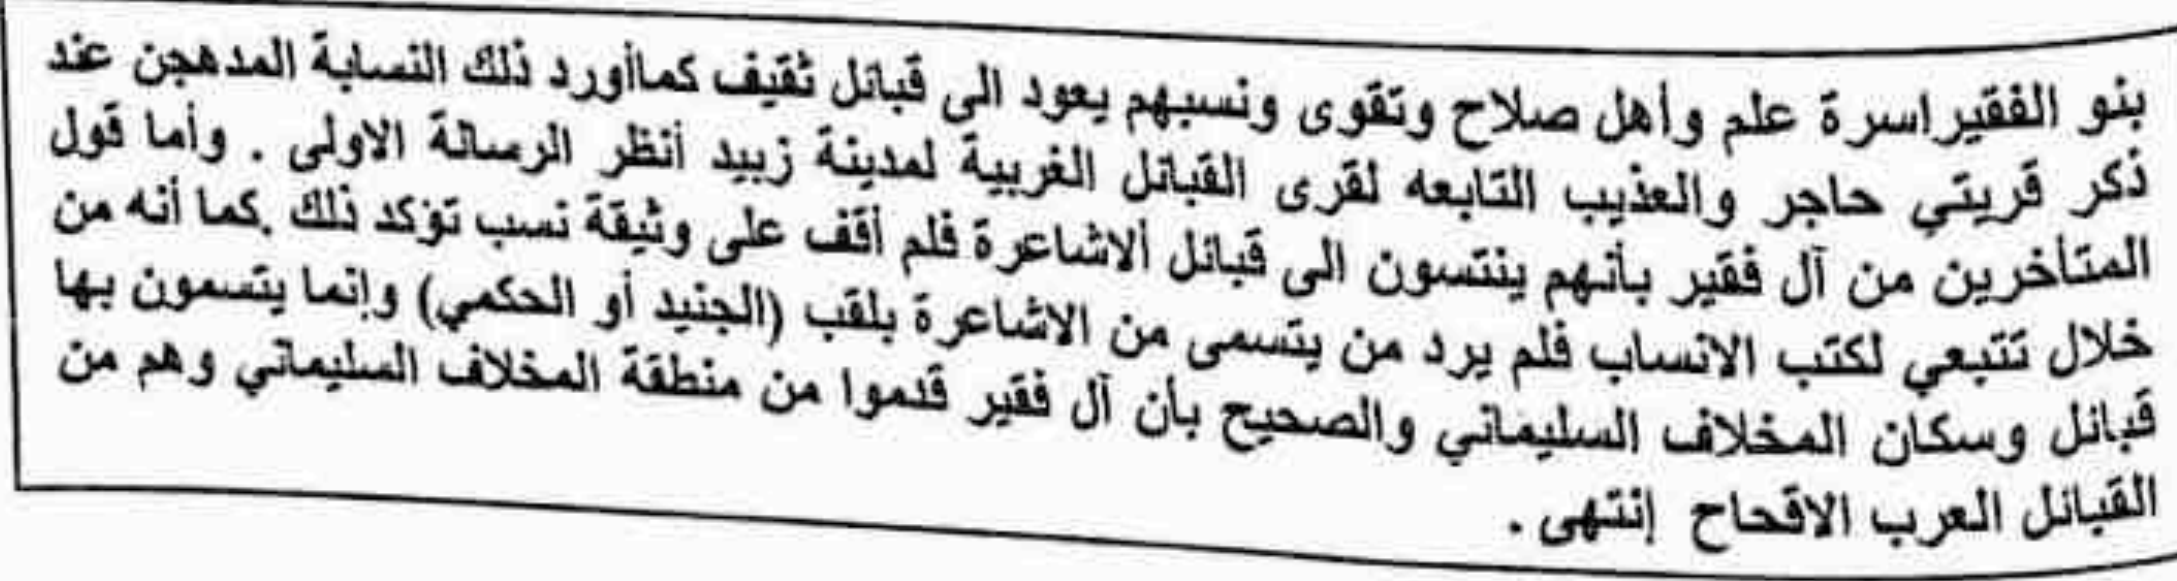 بنو الفقيراسرة علم وأهل صلاح وتقوى ونسبهم يعود الى قبائل ثقيف كماأورد ذلك النسابة المدهجن عند
ذكر قريتي حاجر والعذيب التابعه لقرى القبائل الغربية لمدينة زبيد أنظر الرسالة الاولى . وأما قول
المتأخرين من آل فقير بأنهم ينتسون الى قبائل ألاشاعرة فلم أقف على وثيقة نسب تؤكد ذلك .كما أنه من
خلال تتبعي لكتب الانساب فلم يرد من يتسمى من الاشاعرة بلقب (الجنيد أو الحكمي) وإنما يتسمون بها
قبائل وسكان المخلاف السليماني والصحيح بأن آل فقير قدموا من منطقة المخلاف السليماني وهم من
القبائل العرب الاقحاح إنتهى .